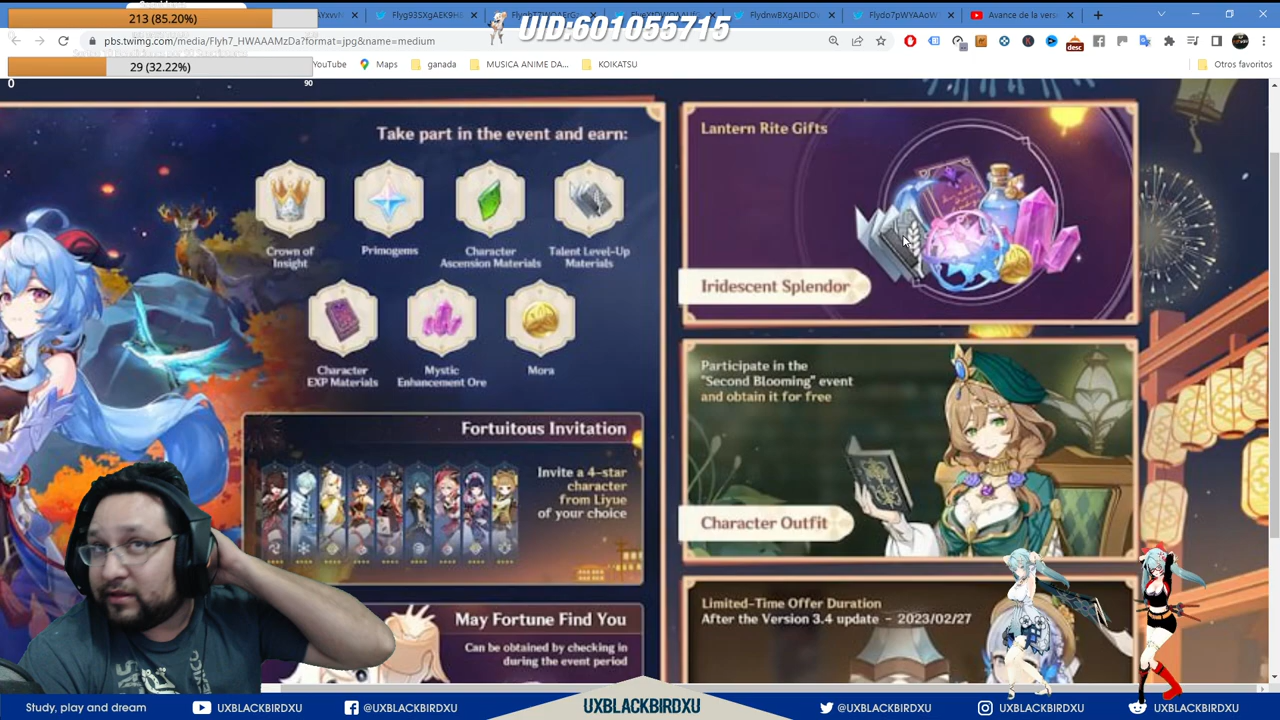 213 (85.20%)
UID:601055715
Avance de la vers
pbs.twimg.com/media/Flyh7_HWAAAMzDa?format=jpg&name=medium
29 (32.22%)
YouTube
Maps
ganada
MUSICA ANIME DA...
KOIKATSU
Otros favoritos
0
90
desc
Take part in the event and earn:
Crown of
Insight
Primogems
Character
Ascension Materials
Talent Level-Up
Materials
Character
EXP Materials
Mystic
Enhancement Ore
Mora
Fortuitous Invitation
Invite a 4-star
character
from Liyue
of your choice
May Fortune Find You
Can be obtained by checking in
during the event period
Lantern Rite Gifts
Iridescent Splendor
Participate in the
"Second Blooming" event
and obtain it for free
Character Outfit
Limited-Time Offer Duration
After the Version 3.4 update – 2023/02/27
Study, play and dream
UXBLACKBIRDXU
@UXBLACKBIRDXU
UXBLACKBIRDXU
@UXBLACKBIRDXU
UXBLACKBIRDXU
UXBLACKBIRDXU